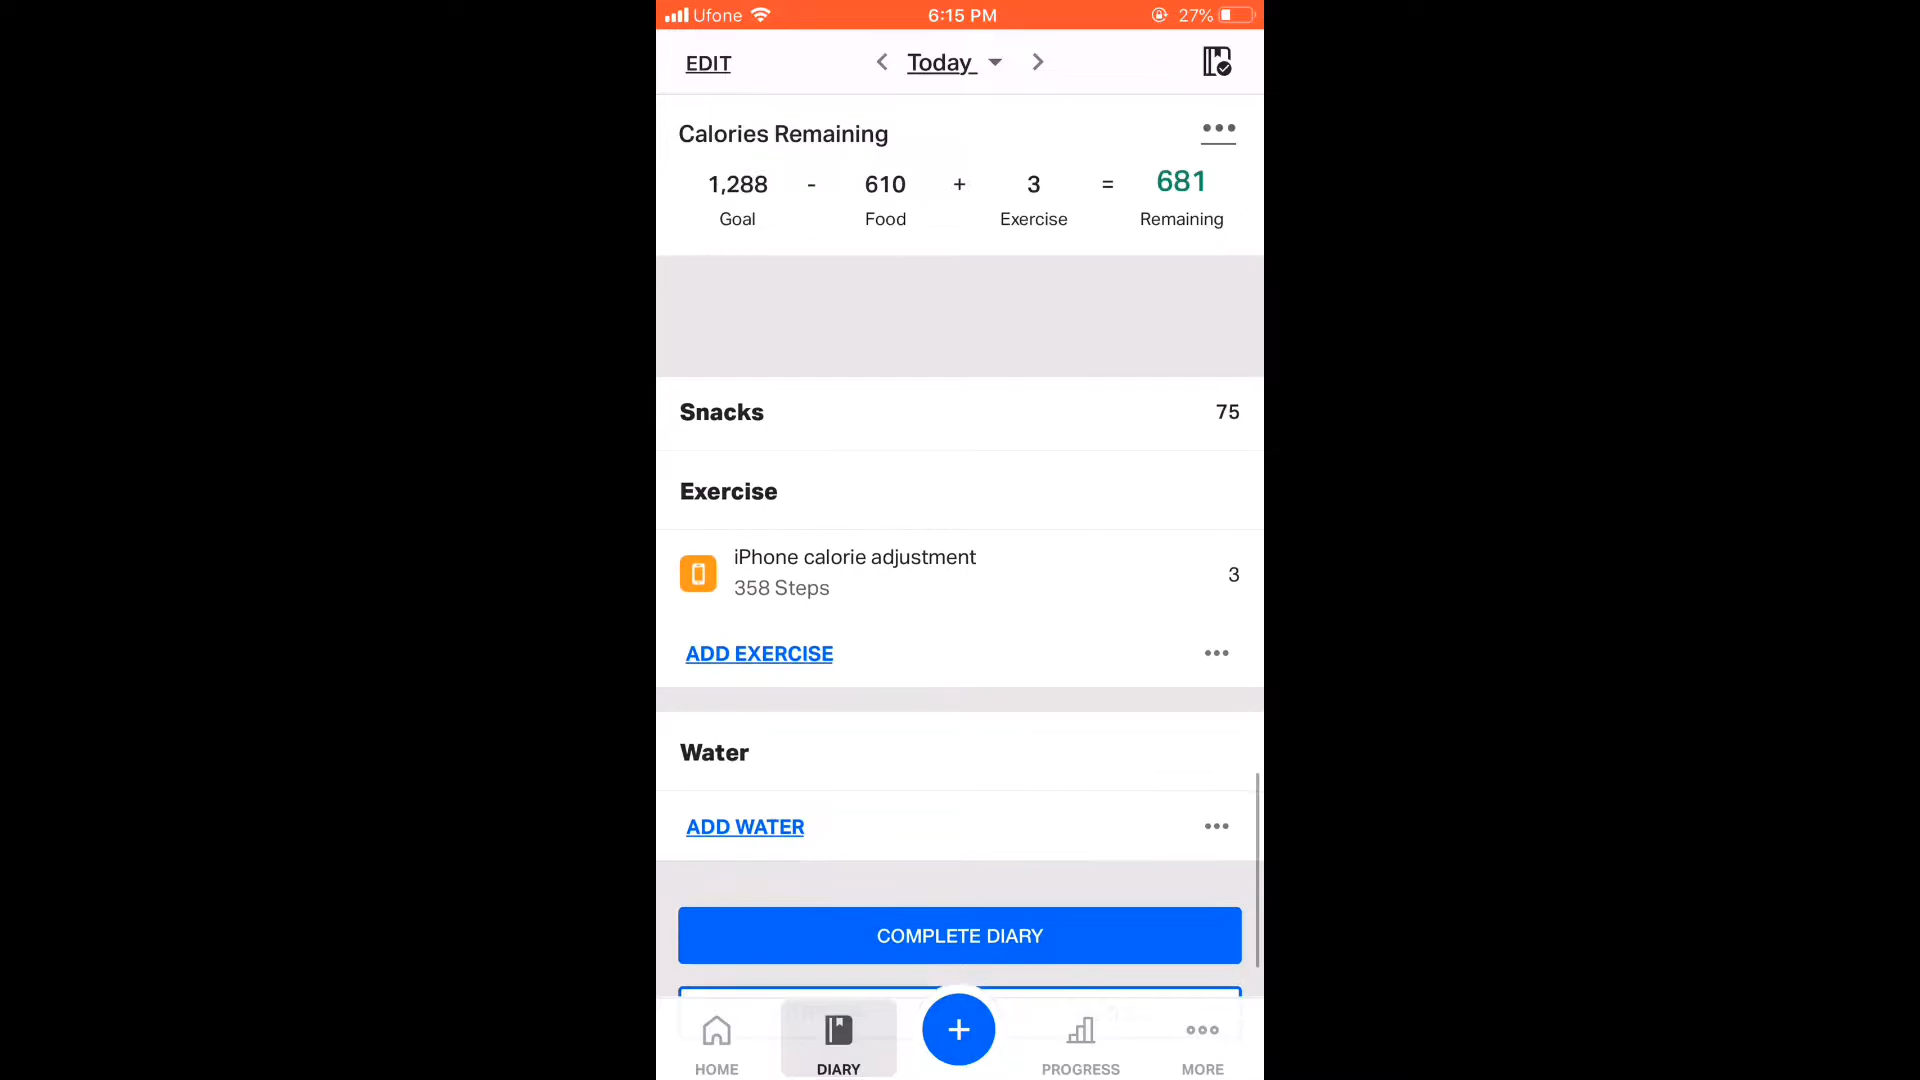 Ufone 6:15 PM 27%
EDIT Today
Calories Remaining
1,288 - 610 + 3 = 681
Goal Food Exercise Remaining
Snacks 75
Exercise
iPhone calorie adjustment 3
358 Steps
ADD EXERCISE
Water
ADD WATER
COMPLETE DIARY
HOME DIARY + PROGRESS MORE